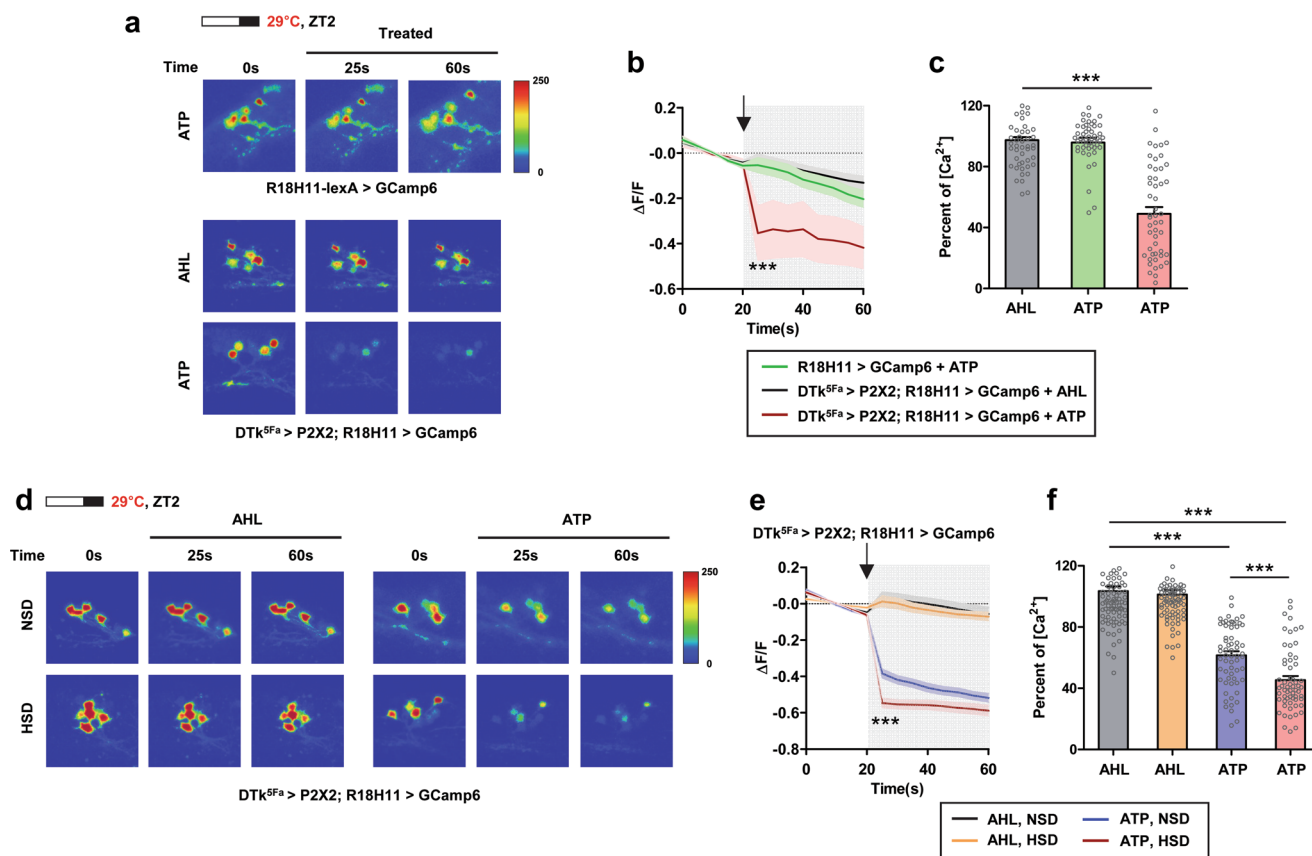 a
29°C, ZT2
Treated
Time 0s 25s 60s
250
0
ATP
R18H11-lexA > GCamp6
AHL
ATP
DTk5Fa > P2X2; R18H11 > GCamp6
b
0.2
-0.0
-0.2
-0.4
-0.6
ΔF/F
***
0 20 40 60
Time(s)
c
***
120
80
40
0
Percent of [Ca2+]
AHL ATP ATP
R18H11 > GCamp6 + ATP
DTk5Fa > P2X2; R18H11 > GCamp6 + AHL
DTk5Fa > P2X2; R18H11 > GCamp6 + ATP
d
29°C, ZT2
AHL ATP
Time 0s 25s 60s 0s 25s 60s
250
0
NSD
HSD
DTk5Fa > P2X2; R18H11 > GCamp6
e
DTk5Fa > P2X2; R18H11 > GCamp6
0.2
-0.0
-0.2
-0.4
-0.6
-0.8
ΔF/F
***
0 20 40 60
Time(s)
f
***
***
***
120
80
40
0
Percent of [Ca2+]
AHL AHL ATP ATP
AHL, NSD ATP, NSD
AHL, HSD ATP, HSD